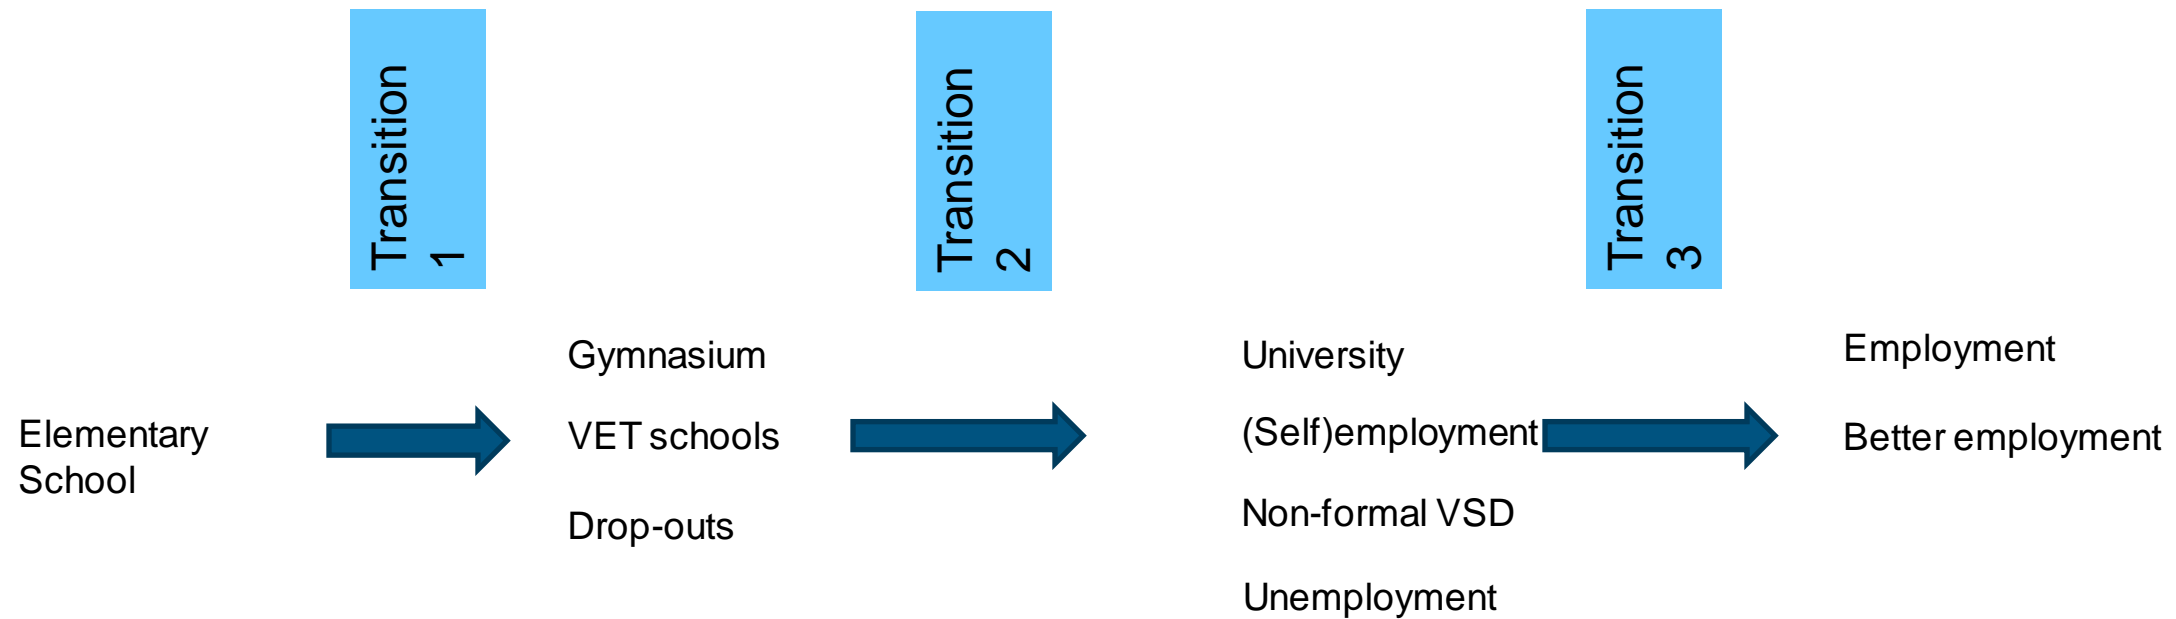 Transition
1
Transition
2
Transition
3
Elementary
School
Gymnasium
VET schools
Drop-outs
University
(Self)employment
Non-formal VSD
Unemployment
Employment
Better employment